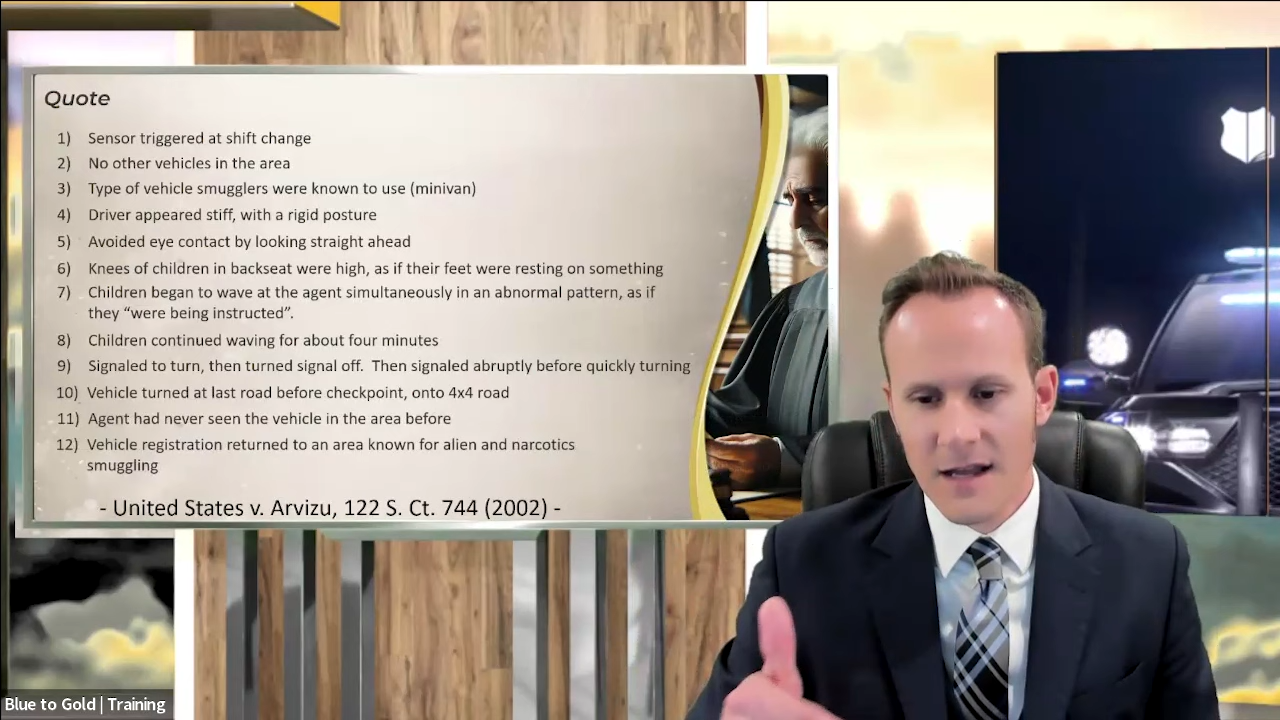 Quote
1) Sensor triggered at shift change
2) No other vehicles in the area
3) Type of vehicle smugglers were known to use (minivan)
4) Driver appeared stiff, with a rigid posture
5) Avoided eye contact by looking straight ahead
6) Knees of children in backseat were high, as if their feet were resting on something
7) Children began to wave at the agent simultaneously in an abnormal pattern, as if
they “were being instructed”.
8) Children continued waving for about four minutes
9) Signaled to turn, then turned signal off. Then signaled abruptly before quickly turning
10) Vehicle turned at last road before checkpoint, onto 4x4 road
11) Agent had never seen the vehicle in the area before
12) Vehicle registration returned to an area known for alien and narcotics
smuggling
- United States v. Arvizu, 122 S. Ct. 744 (2002) -
Blue to Gold | Training